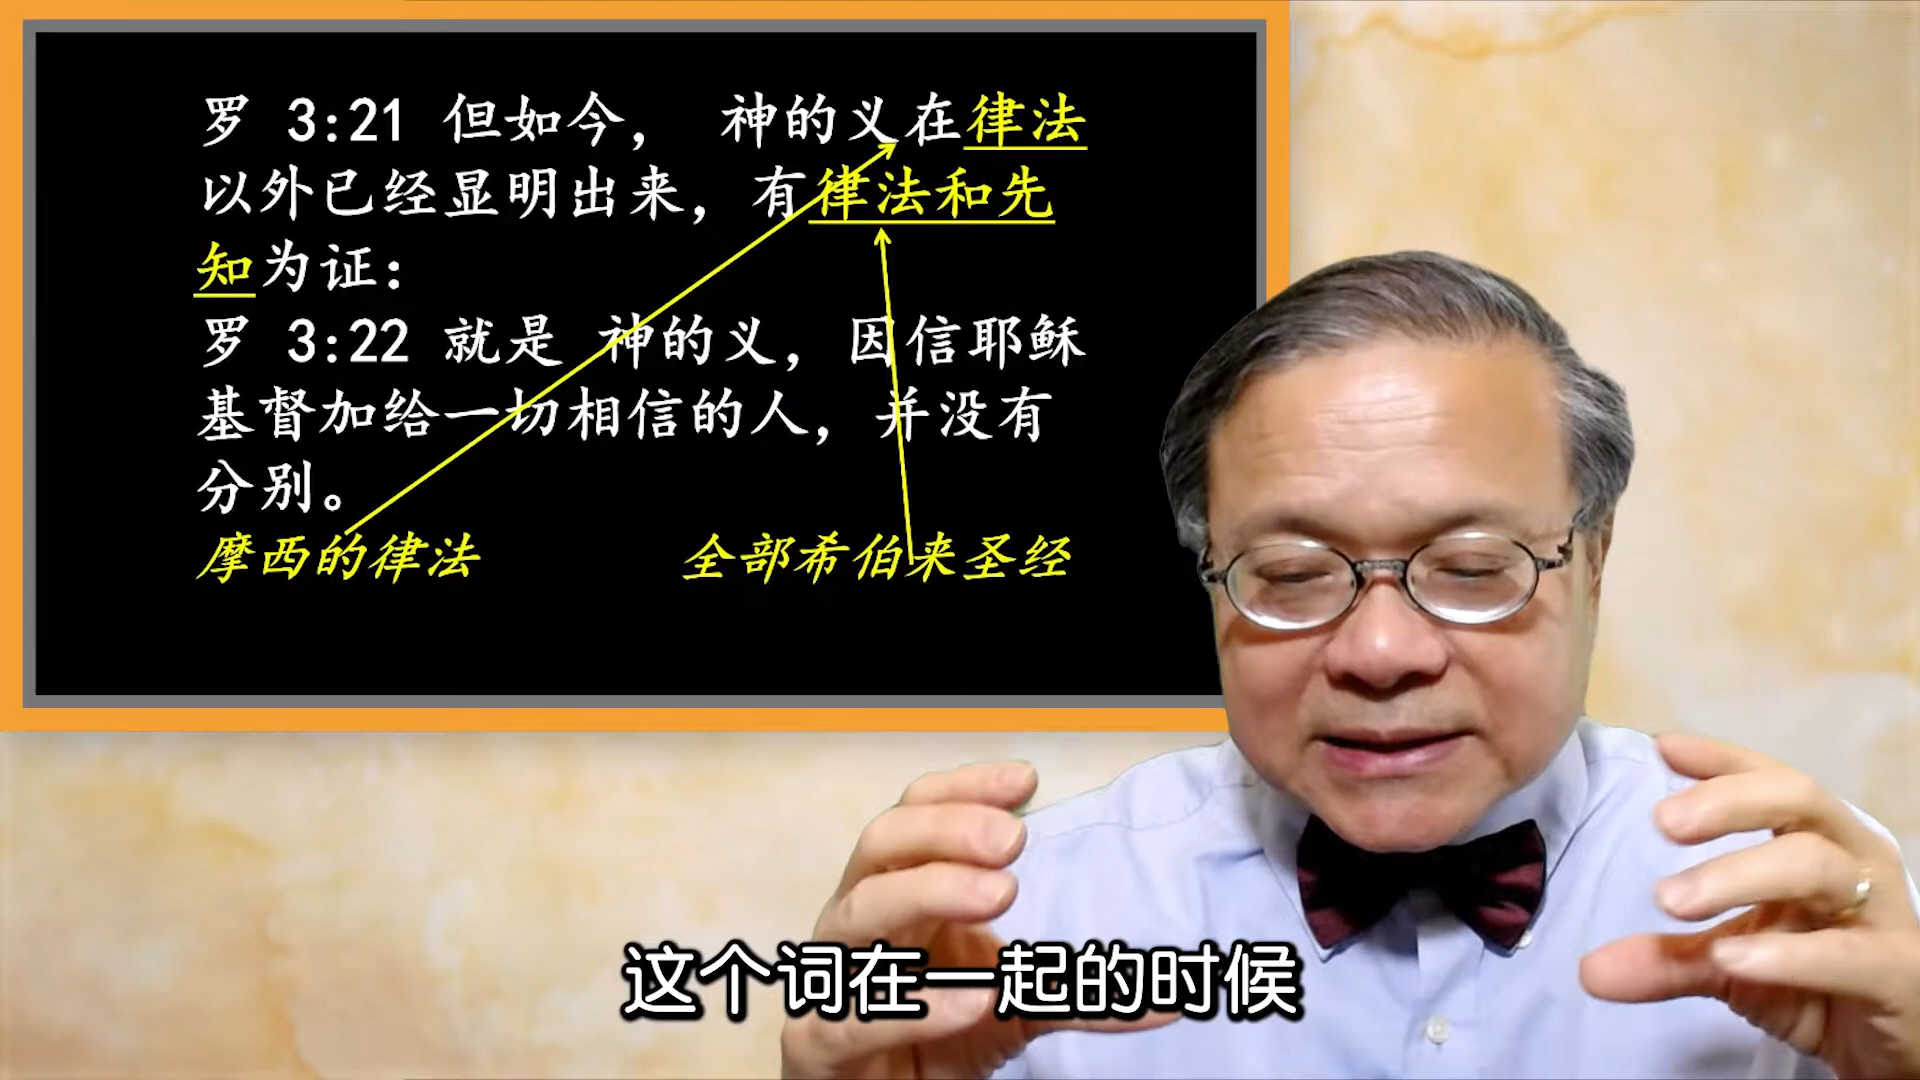 罗 3:21 但如今， 神的义在律法
以外已经显明出来，有律法和先
知为证：
罗 3:22 就是 神的义，因信耶稣
基督加给一切相信的人，并没有
分别。
摩西的律法 全部希伯来圣经
这个词在一起的时候